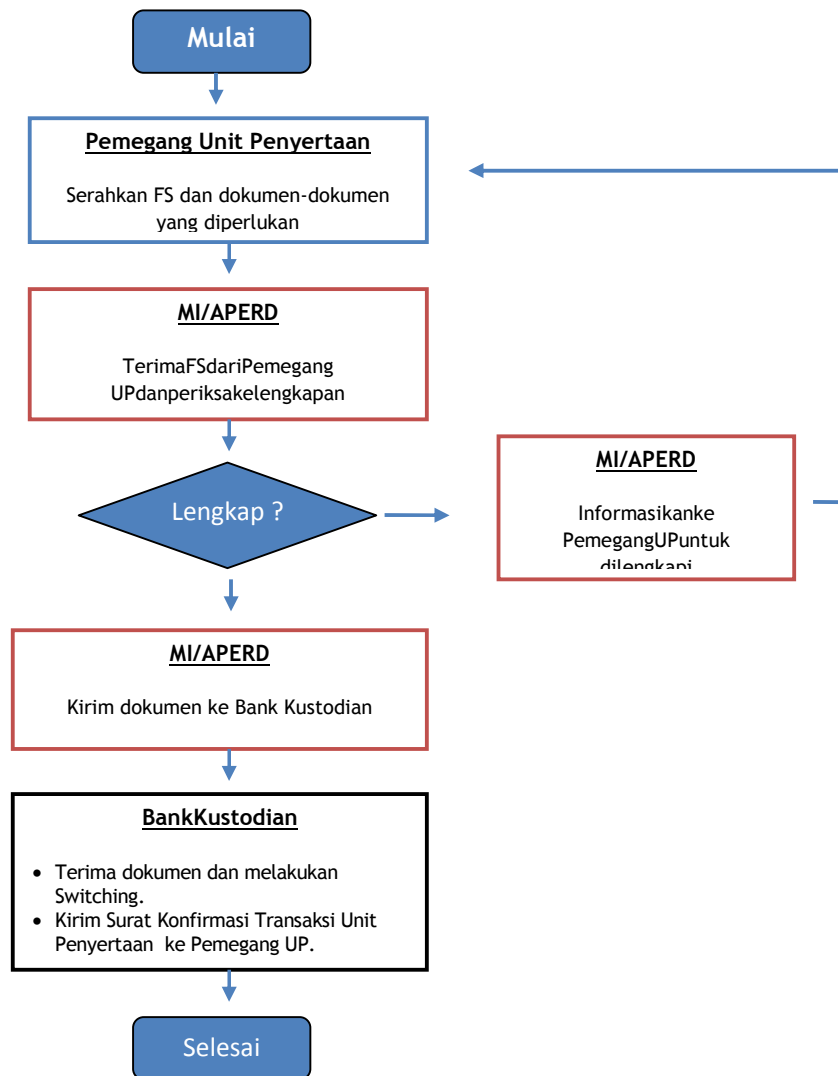 Mulai
Pemegang Unit Penyertaan
Serahkan FS dan dokumen-dokumen
yang diperlukan
MI/APERD
TerimaFSdariPemegang
UPdanperiksakelengkapan
Lengkap ?
MI/APERD
Informasikanke
PemegangUPuntuk
dilengkapi
MI/APERD
Kirim dokumen ke Bank Kustodian
BankKustodian
• Terima dokumen dan melakukan
Switching.
• Kirim Surat Konfirmasi Transaksi Unit
Penyertaan ke Pemegang UP.
Selesai